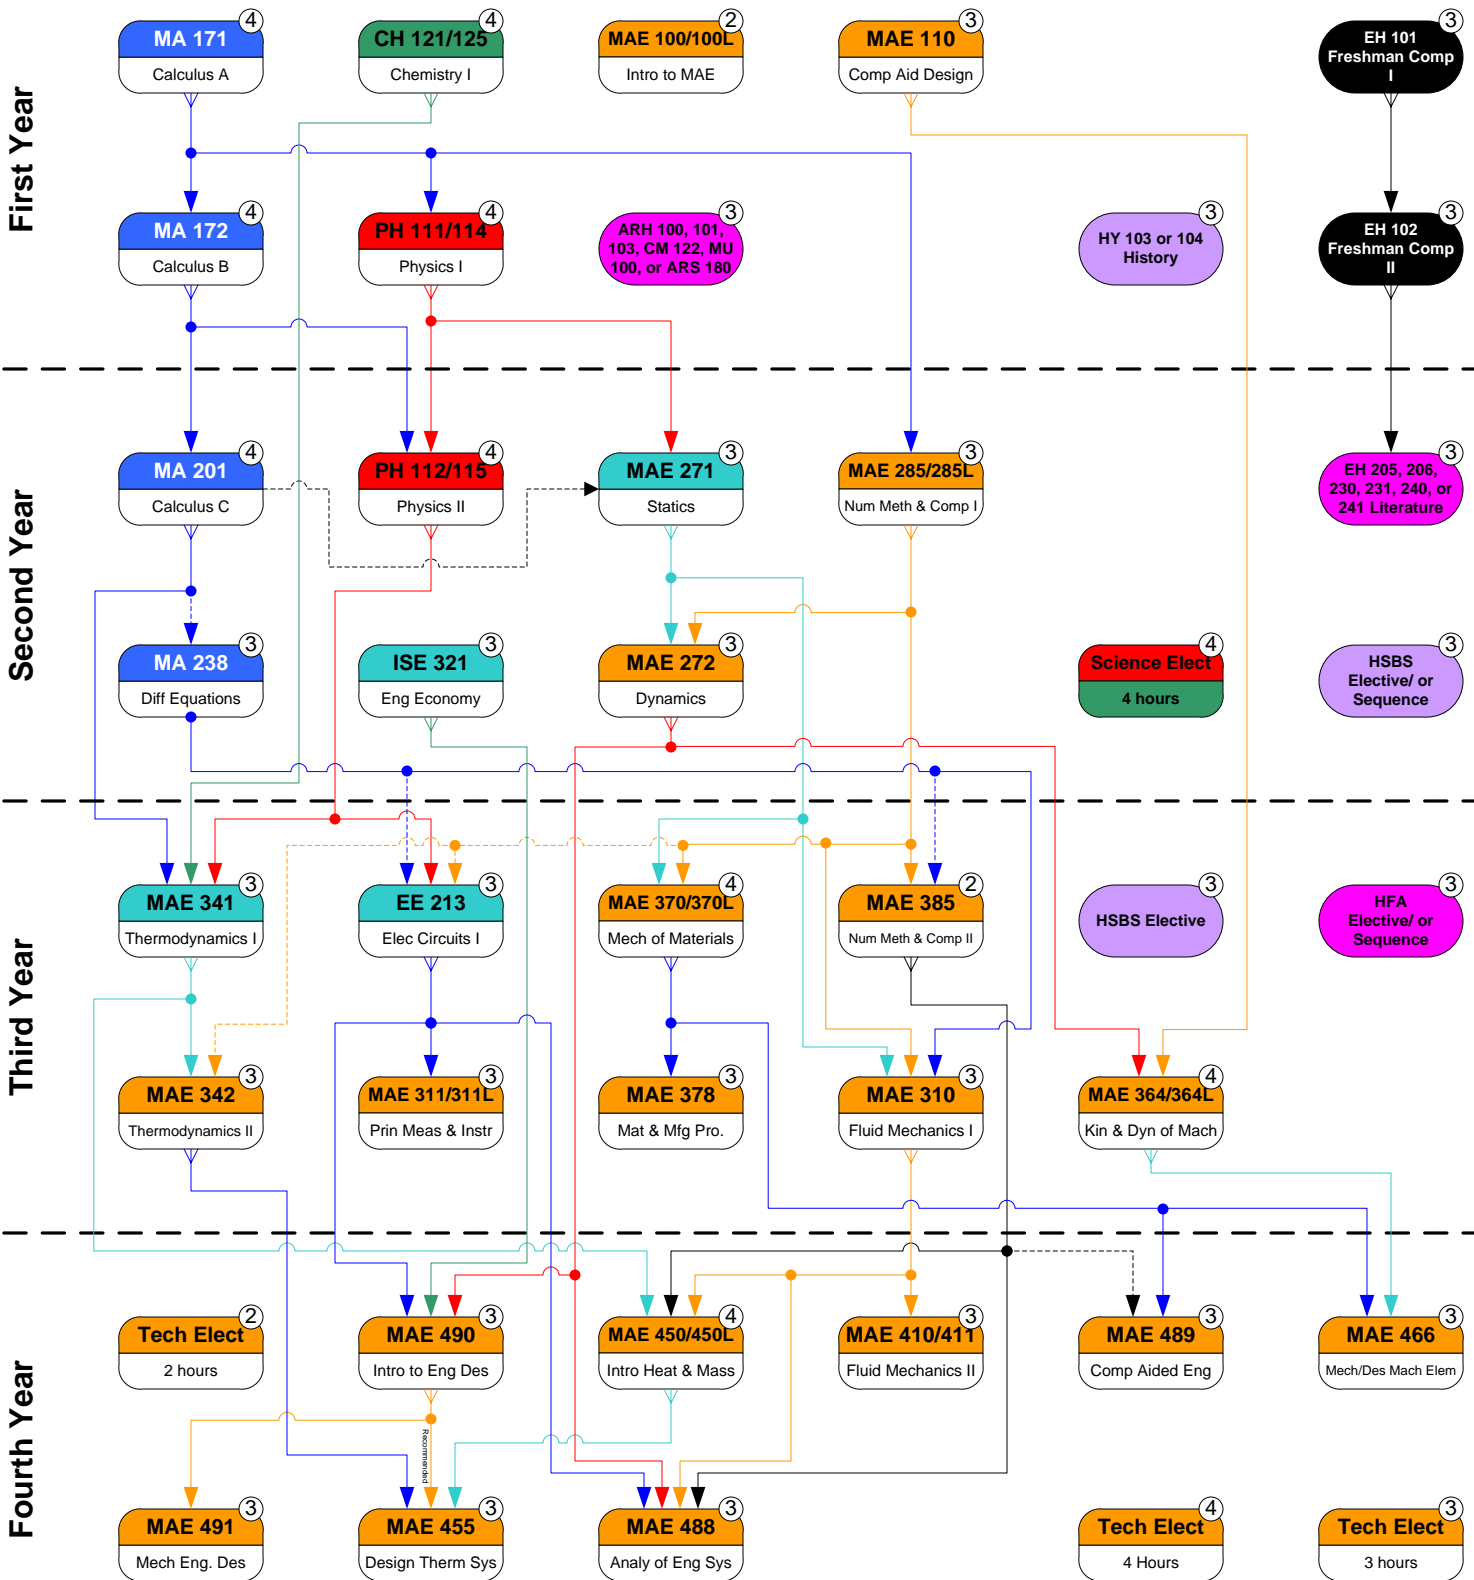 First Year
4
MA 171
Calculus A
4
CH 121/125
Chemistry I
2
MAE 100/100L
Intro to MAE
3
MAE 110
Comp Aid Design
3
EH 101
Freshman Comp
I
4
MA 172
Calculus B
4
PH 111/114
Physics I
3
ARH 100, 101,
103, CM 122, MU
100, or ARS 180
3
HY 103 or 104
History
3
EH 102
Freshman Comp
II
Second Year
4
MA 201
Calculus C
4
PH 112/115
Physics II
3
MAE 271
Statics
3
MAE 285/285L
Num Meth & Comp I
3
EH 205, 206,
230, 231, 240, or
241 Literature
3
MA 238
Diff Equations
3
ISE 321
Eng Economy
3
MAE 272
Dynamics
4
Science Elect
4 hours
3
HSBS
Elective/ or
Sequence
Third Year
3
MAE 341
Thermodynamics I
3
EE 213
Elec Circuits I
4
MAE 370/370L
Mech of Materials
2
MAE 385
Num Meth & Comp II
3
HSBS Elective
3
HFA
Elective/ or
Sequence
3
MAE 342
Thermodynamics II
3
MAE 311/311L
Prin Meas & Instr
3
MAE 378
Mat & Mfg Pro.
3
MAE 310
Fluid Mechanics I
4
MAE 364/364L
Kin & Dyn of Mach
Fourth Year
2
Tech Elect
2 hours
3
MAE 490
Intro to Eng Des
4
MAE 450/450L
Intro Heat & Mass
3
MAE 410/411
Fluid Mechanics II
3
MAE 489
Comp Aided Eng
3
MAE 466
Mech/Des Mach Elem
Recommended
3
MAE 491
Mech Eng. Des
3
MAE 455
Design Therm Sys
3
MAE 488
Analy of Eng Sys
4
Tech Elect
4 Hours
3
Tech Elect
3 hours